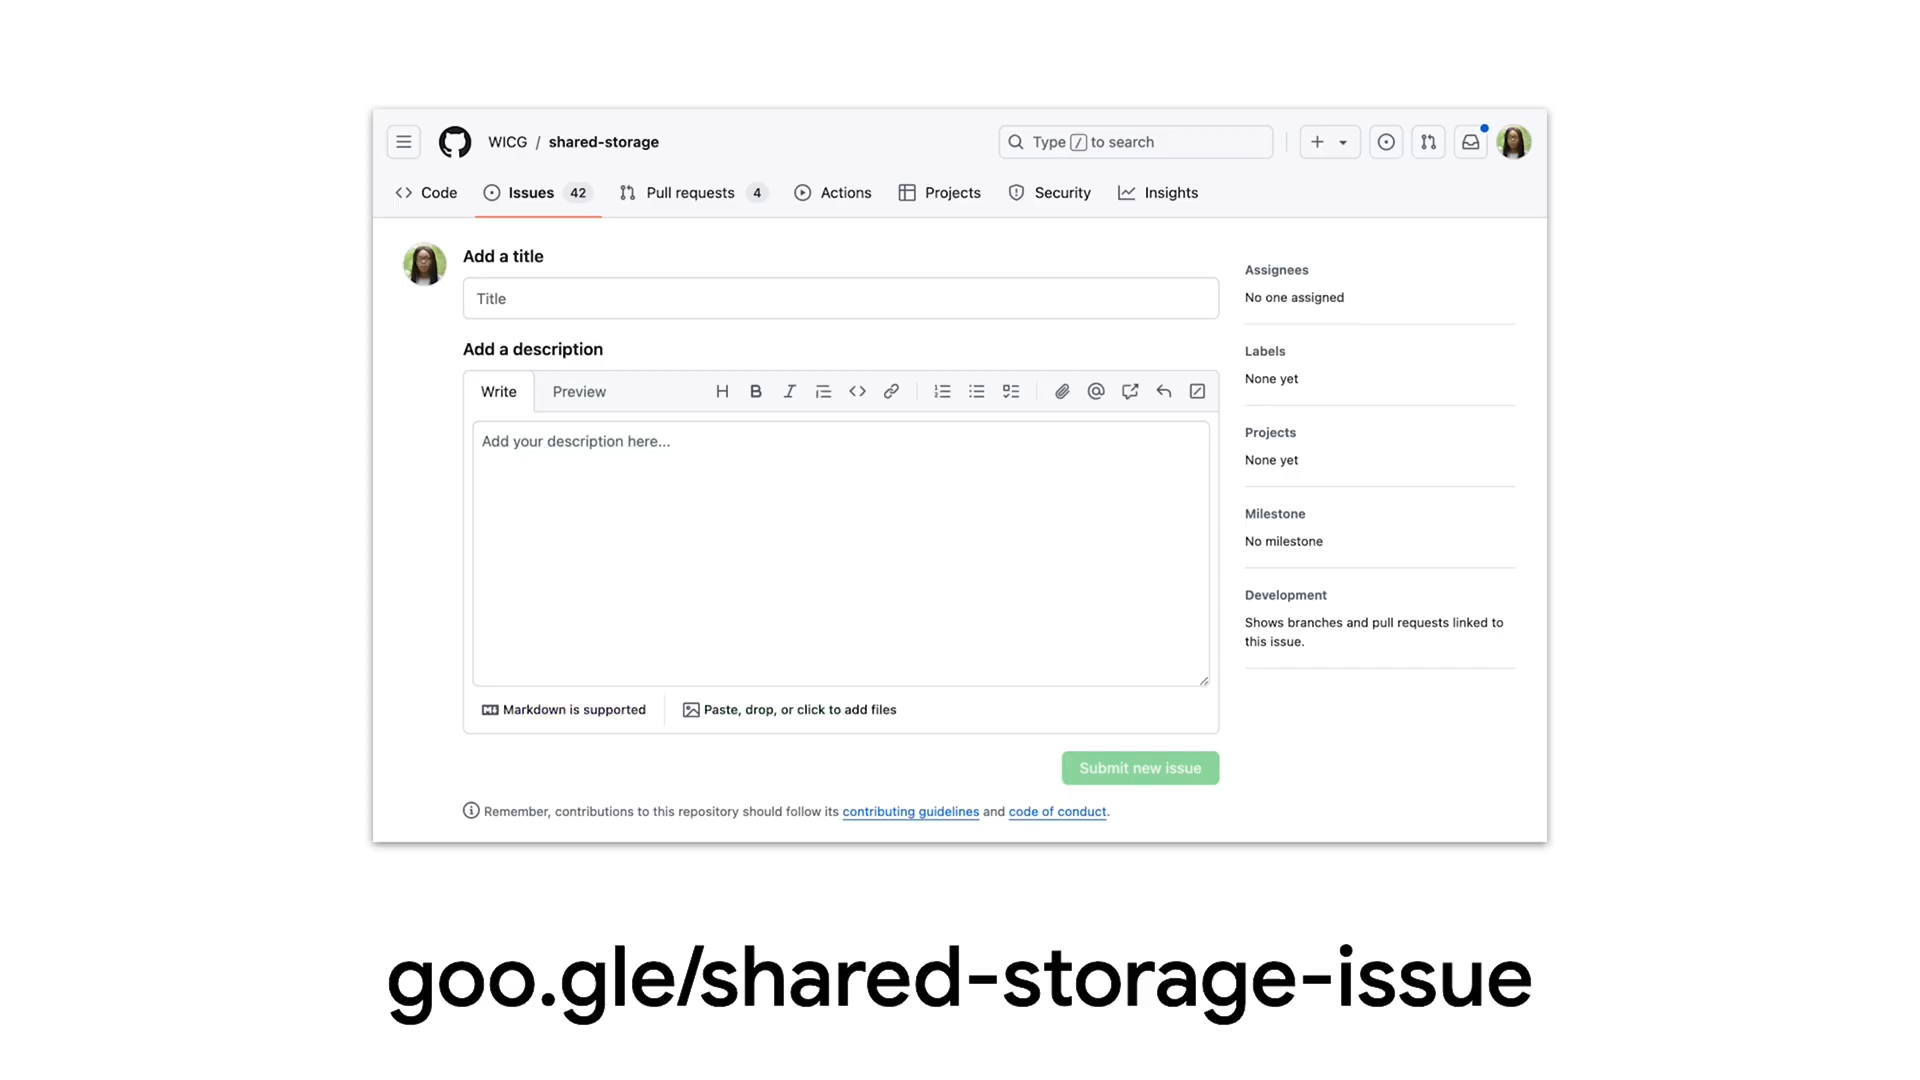 WICG / shared-storage
Type / to search
Code
Issues 42
Pull requests 4
Actions
Projects
Security
Insights
Add a title
Title
Add a description
Write
Preview
Add your description here...
Markdown is supported
Paste, drop, or click to add files
Submit new issue
Remember, contributions to this repository should follow its contributing guidelines and code of conduct.
Assignees
No one assigned
Labels
None yet
Projects
None yet
Milestone
No milestone
Development
Shows branches and pull requests linked to
this issue.
goo.gle/shared-storage-issue